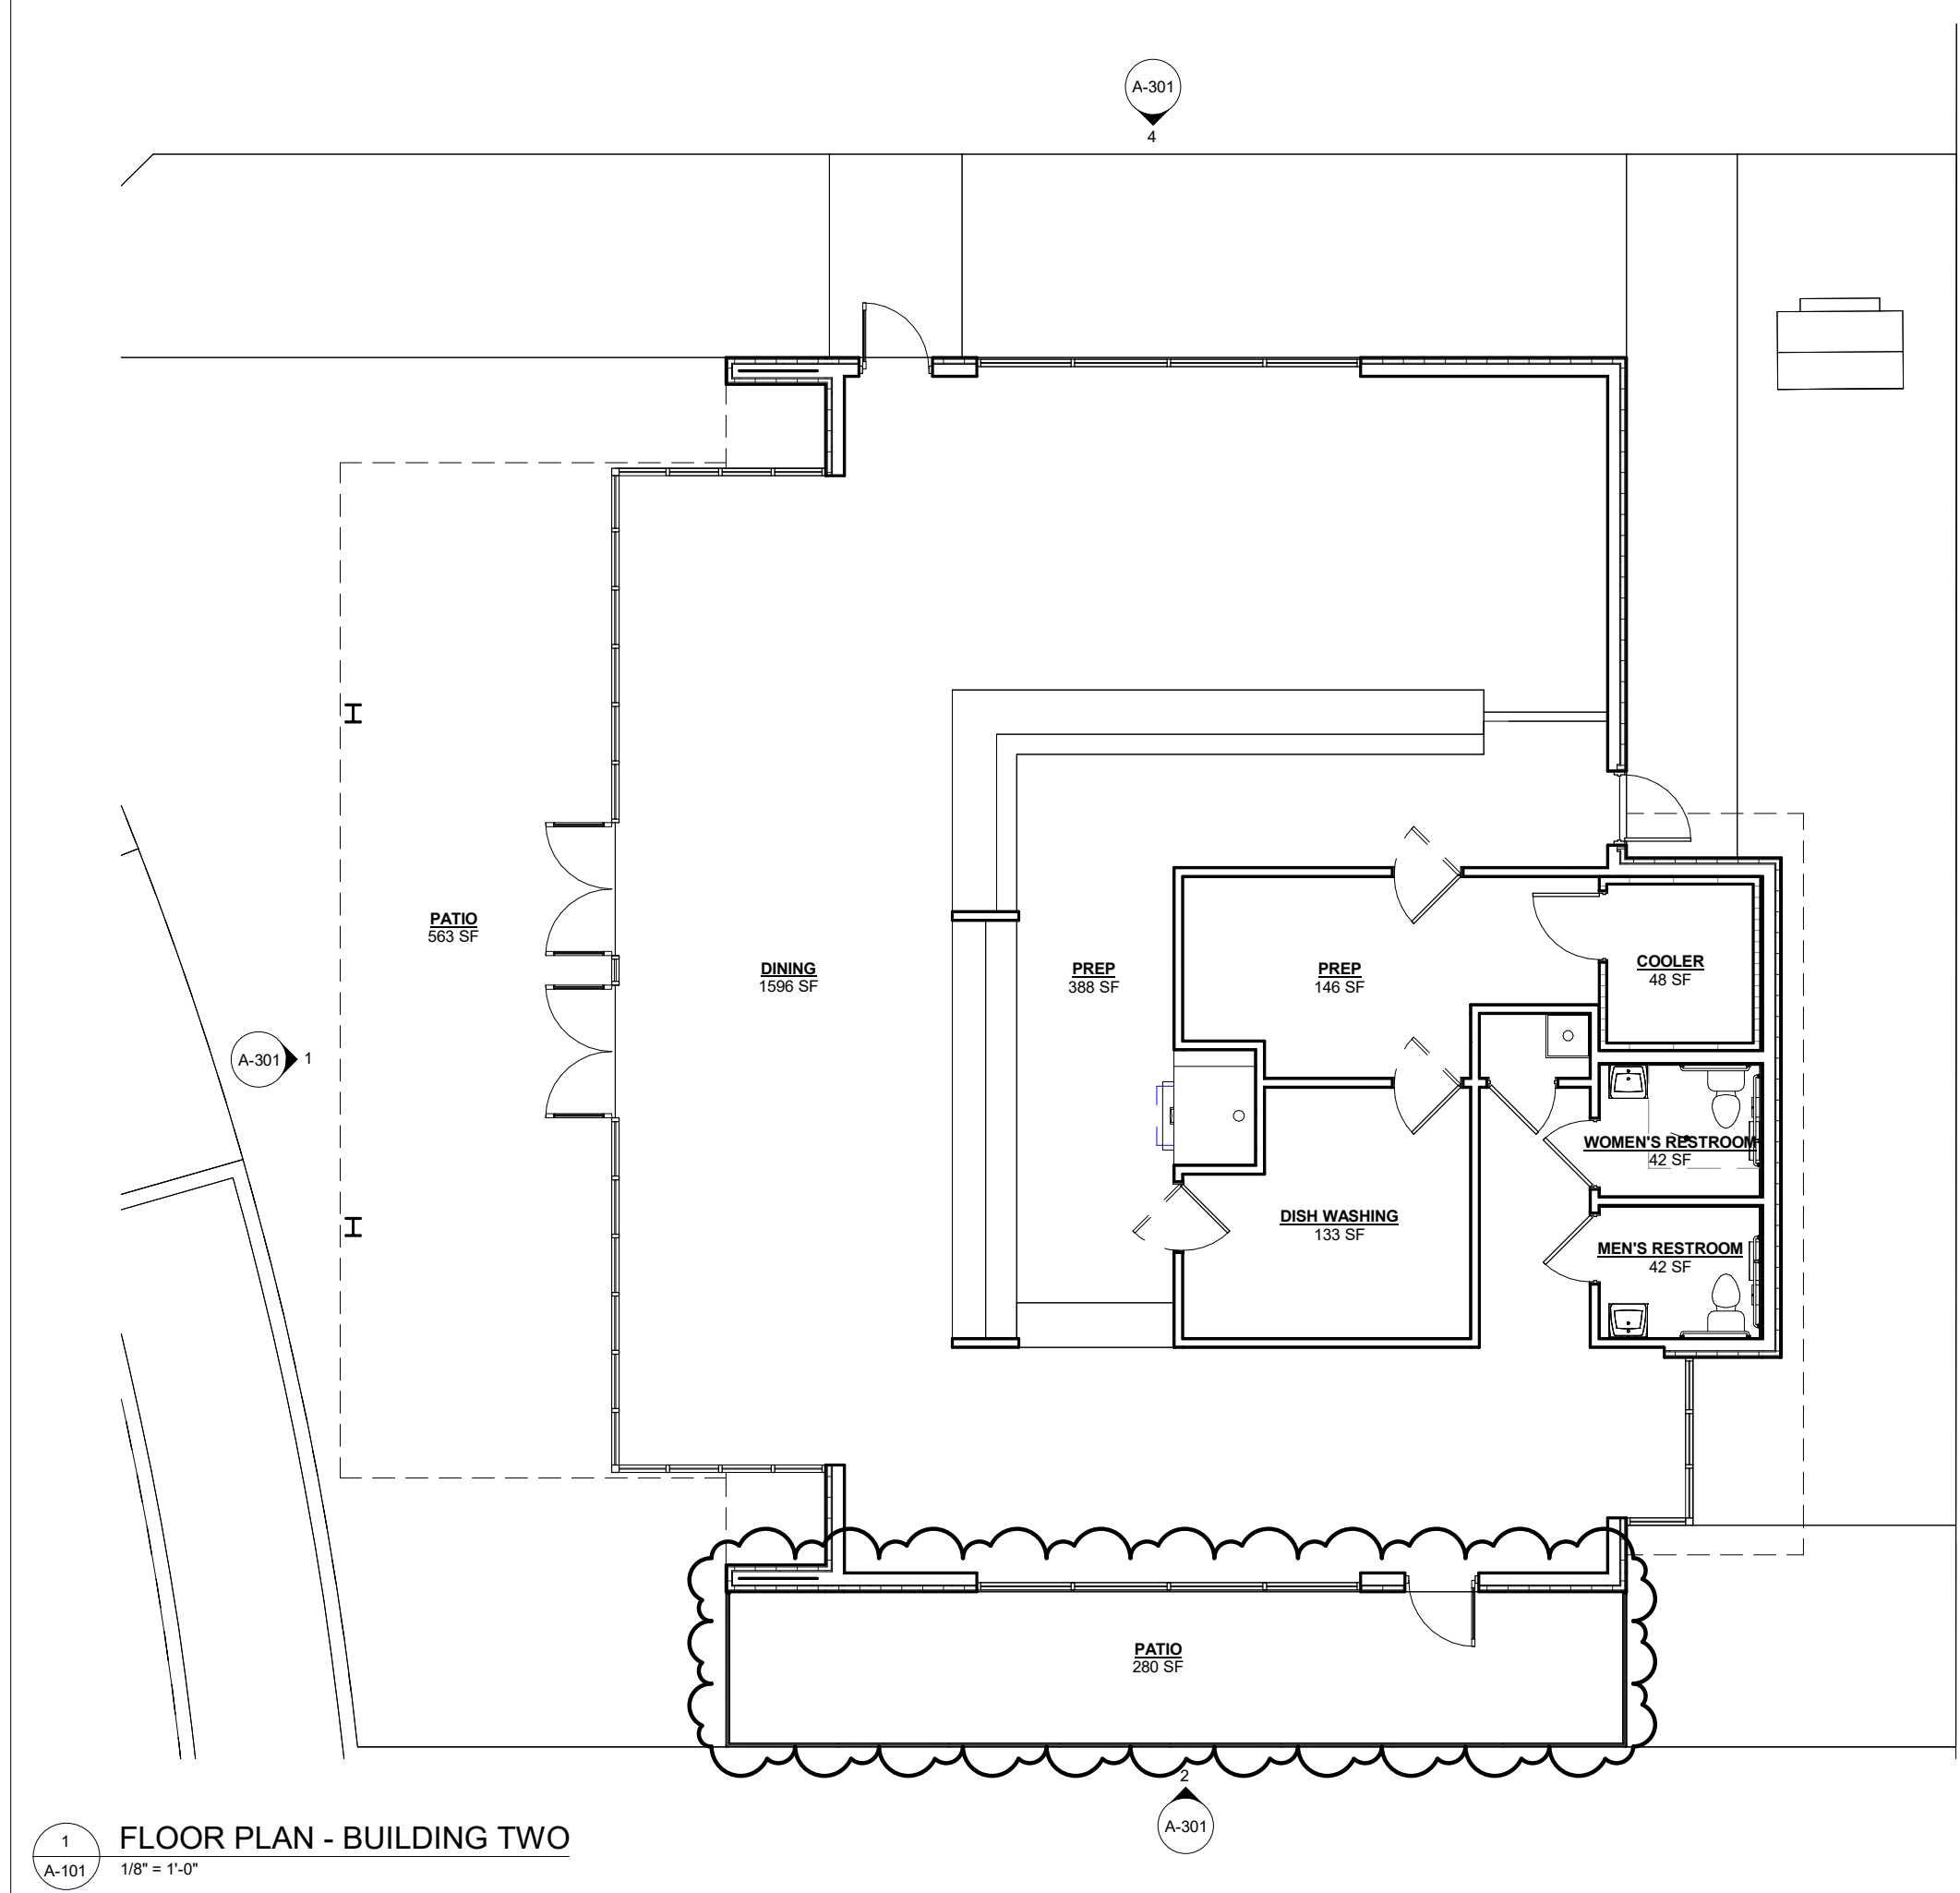 A-301
4
PATIO
563 SF
DINING
1596 SF
PREP
388 SF
PREP
146 SF
COOLER
48 SF
A-301
1
WOMEN'S RESTROOM
42 SF
DISH WASHING
133 SF
MEN'S RESTROOM
42 SF
PATIO
280 SF
2
A-301
1
A-101
FLOOR PLAN - BUILDING TWO
1/8" = 1'-0"